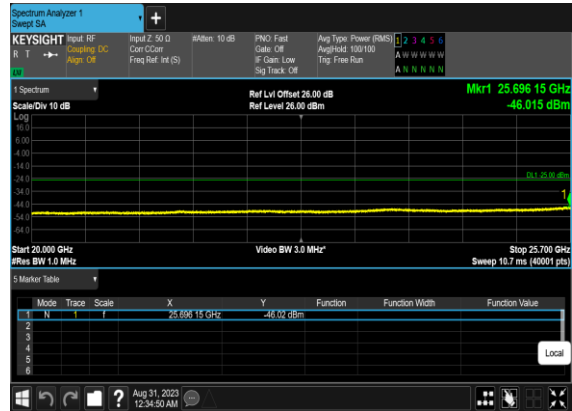 Spectrum Analyzer 1
Swept SA
+
KEYSIGHT Input: RF Input Z: 50 Ω #Atten: 10 dB PNO: Fast Avg Type: Power (RMS) 1 2 3 4 5 6
R T Coupling: DC Corr CCorr Gate: Off Avg|Hold: 100/100 A W W W W W
Align: Off Freq Ref: Int (S) IF Gain: Low Trig: Free Run
Sig Track: Off A N N N N N
1 Spectrum Ref Lvl Offset 26.00 dB Mkr1 25.696 15 GHz
Scale/Div 10 dB Ref Level 26.00 dBm -46.015 dBm
Log
16.0
6.00
-4.00
-14.0
-24.0 DL1 -25.00 dBm
-34.0 1
-44.0
-54.0
-64.0
Start 20.000 GHz Video BW 3.0 MHz* Stop 25.700 GHz
#Res BW 1.0 MHz Sweep 10.7 ms (40001 pts)
5 Marker Table
Mode Trace Scale X Y Function Function Width Function Value
1 N 1 f 25.696 15 GHz -46.02 dBm
2
3
4
5
6
Local
? Aug 31, 2023
12:34:50 AM